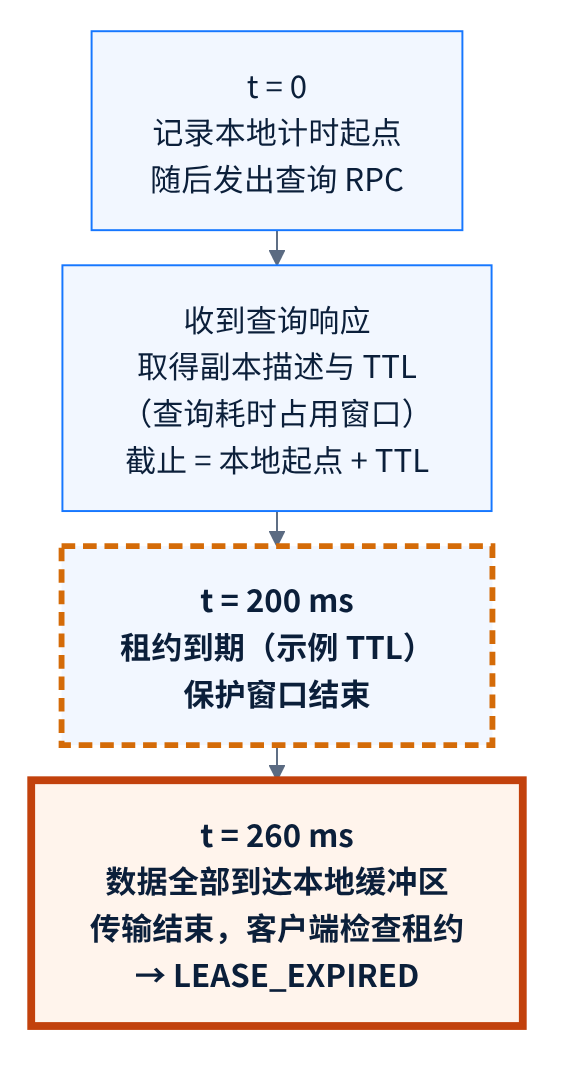 t = 0
记录本地计时起点
随后发出查询 RPC
收到查询响应
取得副本描述与 TTL
（查询耗时占用窗口）
截止 = 本地起点 + TTL
t = 200 ms
租约到期（示例 TTL）
保护窗口结束
t = 260 ms
数据全部到达本地缓冲区
传输结束，客户端检查租约
→ LEASE_EXPIRED